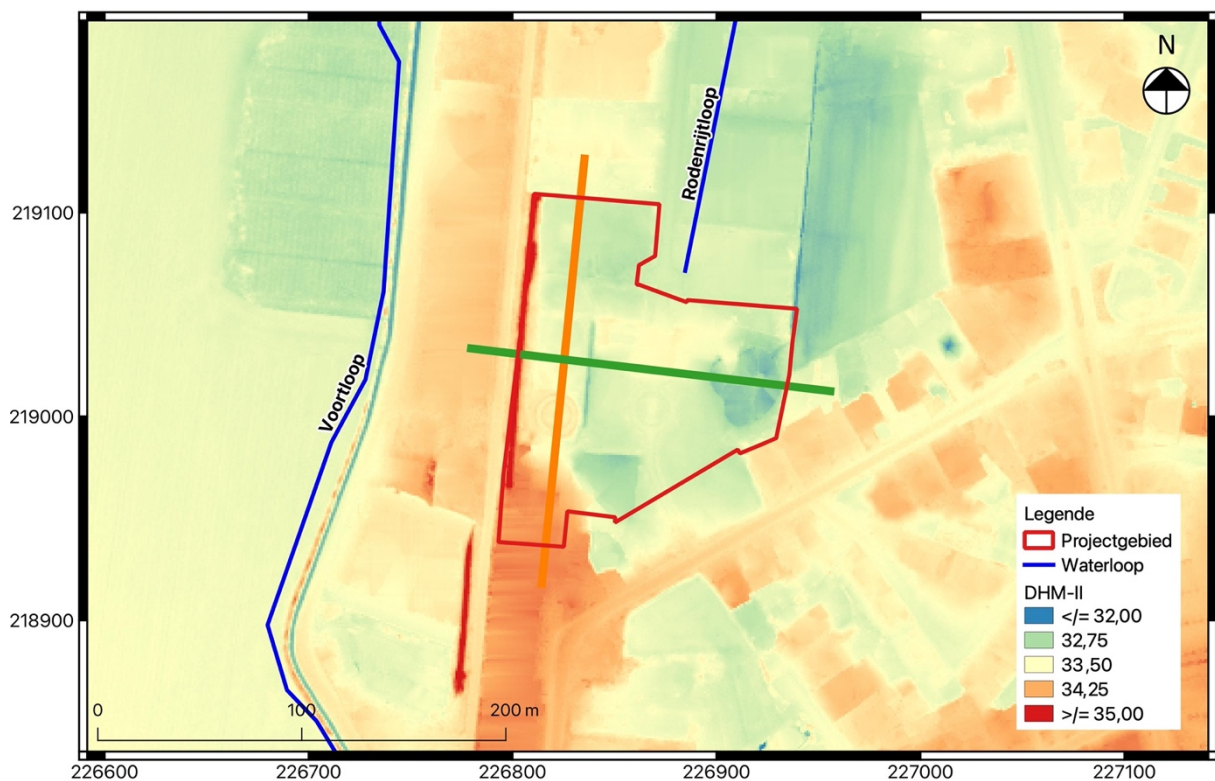 N
Rodenrijtloop
219100
Voortloop
219000
Legende
Projectgebied
Waterloop
DHM-II
</= 32,00
32,75
33,50
34,25
>/= 35,00
218900
0 100 200 m
226600 226700 226800 226900 227000 227100